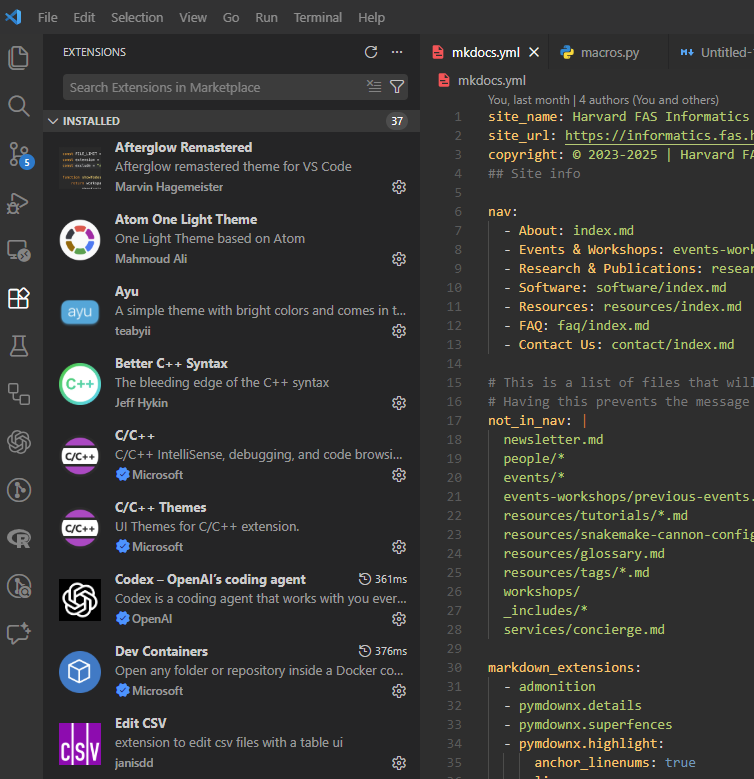 File Edit Selection View Go Run Terminal Help
EXTENSIONS
Search Extensions in Marketplace
INSTALLED 37
Afterglow Remastered
Afterglow remastered theme for VS Code
Marvin Hagemeister
Atom One Light Theme
One Light Theme based on Atom
Mahmoud Ali
ayu
Ayu
A simple theme with bright colors and comes in t...
teabyii
C++
Better C++ Syntax
The bleeding edge of the C++ syntax
Jeff Hykin
C/C++
C/C++
C/C++ IntelliSense, debugging, and code browsi...
Microsoft
C/C++
C/C++ Themes
UI Themes for C/C++ extension.
Microsoft
Codex – OpenAI’s coding agent 361ms
Codex is a coding agent that works with you ever...
OpenAI
Dev Containers 376ms
Open any folder or repository inside a Docker co...
Microsoft
CSV
Edit CSV
extension to edit csv files with a table ui
janisdd
5
R
mkdocs.yml macros.py Untitled-
mkdocs.yml
You, last month | 4 authors (You and others)
1 site_name: Harvard FAS Informatics
2 site_url: https://informatics.fas.h
3 copyright: © 2023-2025 | Harvard FA
4 ## Site info
5
6 nav:
7 - About: index.md
8 - Events & Workshops: events-work
9 - Research & Publications: resear
10 - Software: software/index.md
11 - Resources: resources/index.md
12 - FAQ: faq/index.md
13 - Contact Us: contact/index.md
14
15 # This is a list of files that will
16 # Having this prevents the message
17 not_in_nav: |
18 newsletter.md
19 people/*
20 events/*
21 events-workshops/previous-events.
22 resources/tutorials/*.md
23 resources/snakemake-cannon-config
24 resources/glossary.md
25 resources/tags/*.md
26 workshops/
27 _includes/*
28 services/concierge.md
29
30 markdown_extensions:
31 - admonition
32 - pymdownx.details
33 - pymdownx.superfences
34 - pymdownx.highlight:
35 anchor_linenums: true